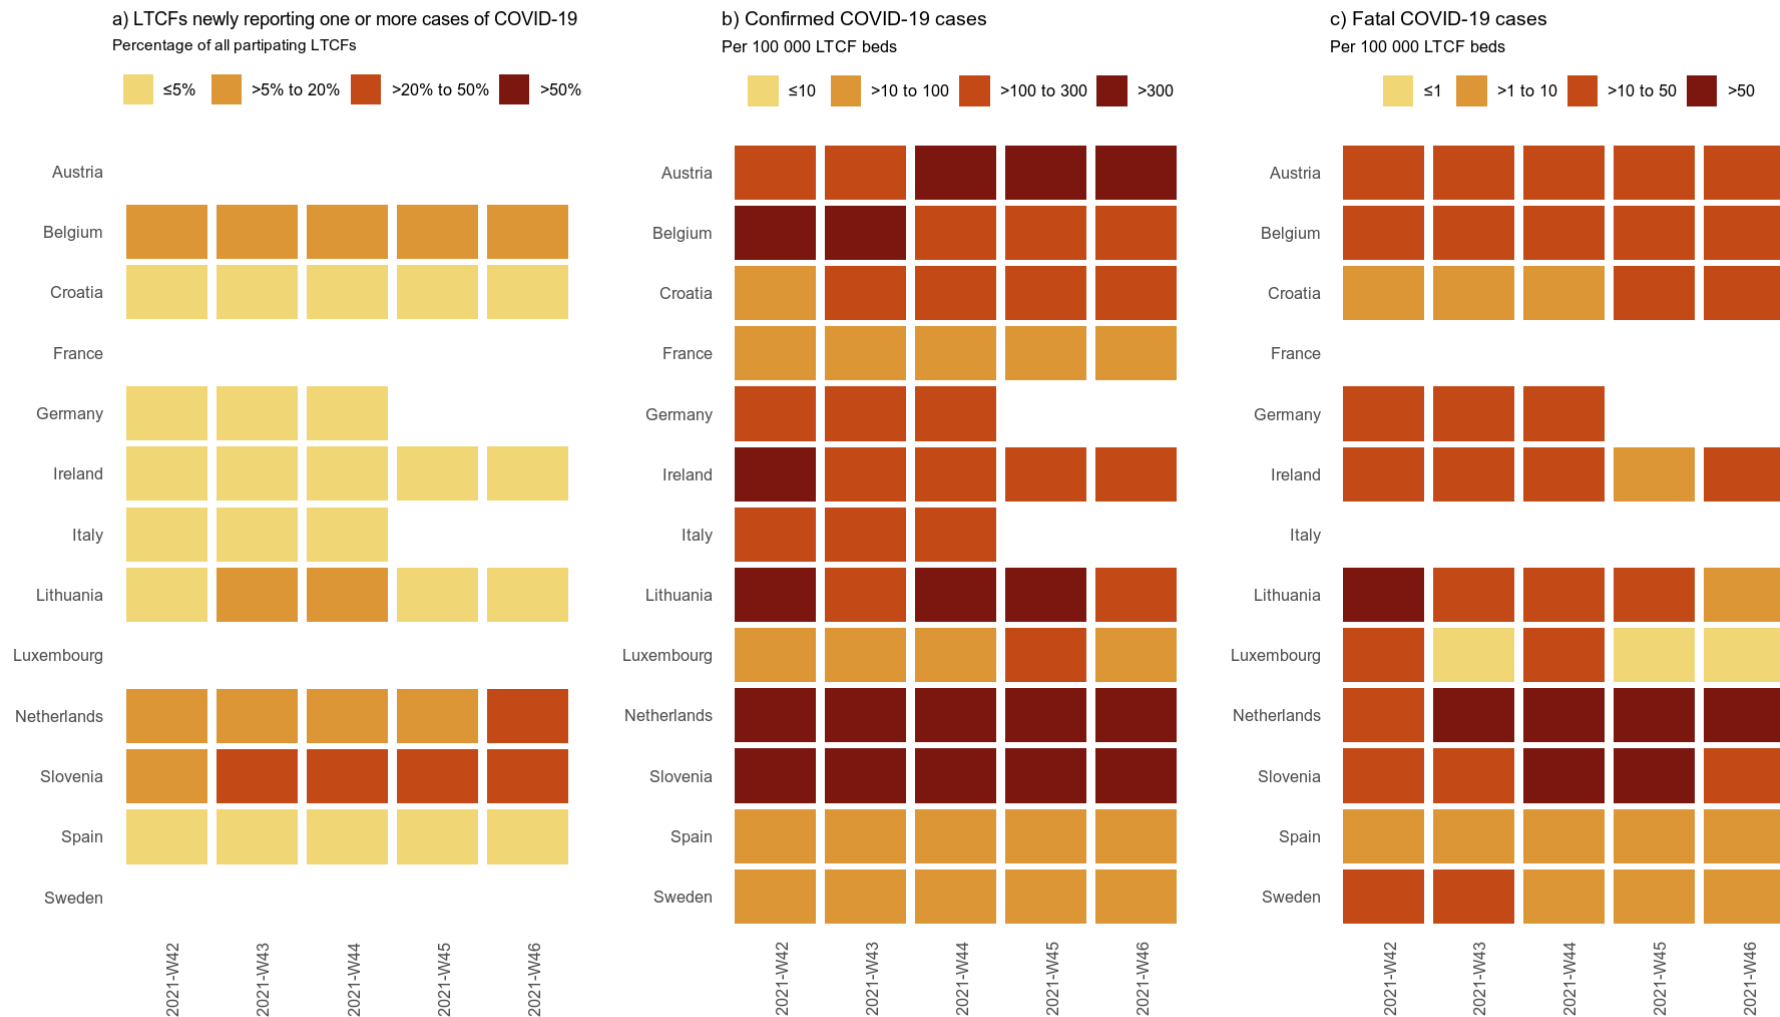 a) LTCFs newly reporting one or more cases of COVID-19
Percentage of all partipating LTCFs
≤5% >5% to 20% >20% to 50% >50%
Austria
Belgium
Croatia
France
Germany
Ireland
Italy
Lithuania
Luxembourg
Netherlands
Slovenia
Spain
Sweden
2021-W42
2021-W43
2021-W44
2021-W45
2021-W46
b) Confirmed COVID-19 cases
Per 100 000 LTCF beds
≤10 >10 to 100 >100 to 300 >300
Austria
Belgium
Croatia
France
Germany
Ireland
Italy
Lithuania
Luxembourg
Netherlands
Slovenia
Spain
Sweden
2021-W42
2021-W43
2021-W44
2021-W45
2021-W46
c) Fatal COVID-19 cases
Per 100 000 LTCF beds
≤1 >1 to 10 >10 to 50 >50
Austria
Belgium
Croatia
France
Germany
Ireland
Italy
Lithuania
Luxembourg
Netherlands
Slovenia
Spain
Sweden
2021-W42
2021-W43
2021-W44
2021-W45
2021-W46